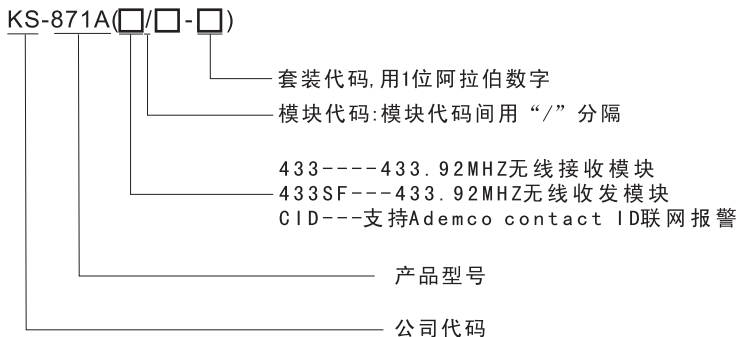 KS-871A(□/□-□)
套装代码,用1位阿拉伯数字
模块代码:模块代码间用“/”分隔
433----433.92MHZ无线接收模块
433SF---433.92MHZ无线收发模块
CID---支持Ademco contact ID联网报警
产品型号
公司代码